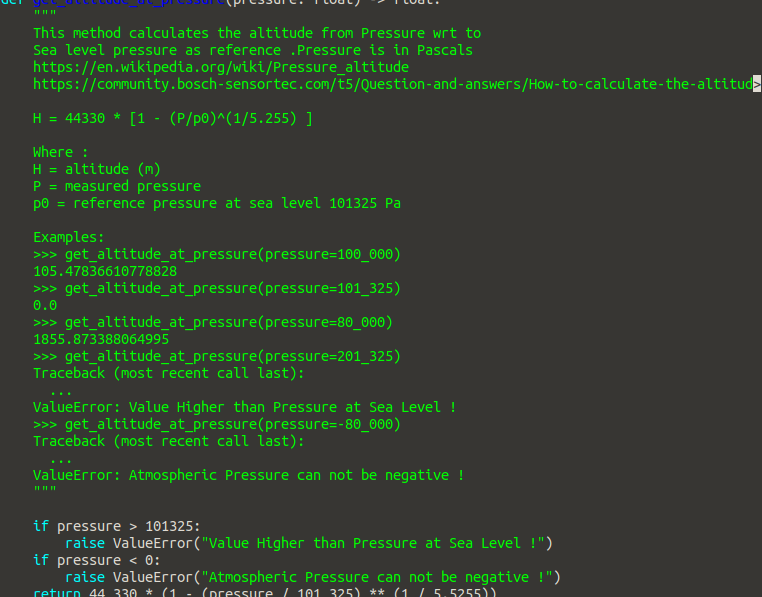 def get_altitude_at_pressure(pressure: float) -> float:
    """
    This method calculates the altitude from Pressure wrt to
    Sea level pressure as reference .Pressure is in Pascals
    https://en.wikipedia.org/wiki/Pressure_altitude
    https://community.bosch-sensortec.com/t5/Question-and-answers/How-to-calculate-the-altitud>

    H = 44330 * [1 - (P/p0)^(1/5.255) ]

    Where :
    H = altitude (m)
    P = measured pressure
    p0 = reference pressure at sea level 101325 Pa

    Examples:
    >>> get_altitude_at_pressure(pressure=100_000)
    105.47836610778828
    >>> get_altitude_at_pressure(pressure=101_325)
    0.0
    >>> get_altitude_at_pressure(pressure=80_000)
    1855.873388064995
    >>> get_altitude_at_pressure(pressure=201_325)
    Traceback (most recent call last):
      ...
    ValueError: Value Higher than Pressure at Sea Level !
    >>> get_altitude_at_pressure(pressure=-80_000)
    Traceback (most recent call last):
      ...
    ValueError: Atmospheric Pressure can not be negative !
    """

    if pressure > 101325:
        raise ValueError("Value Higher than Pressure at Sea Level !")
    if pressure < 0:
        raise ValueError("Atmospheric Pressure can not be negative !")
    return 44_330 * (1 - (pressure / 101_325) ** (1 / 5.5255))